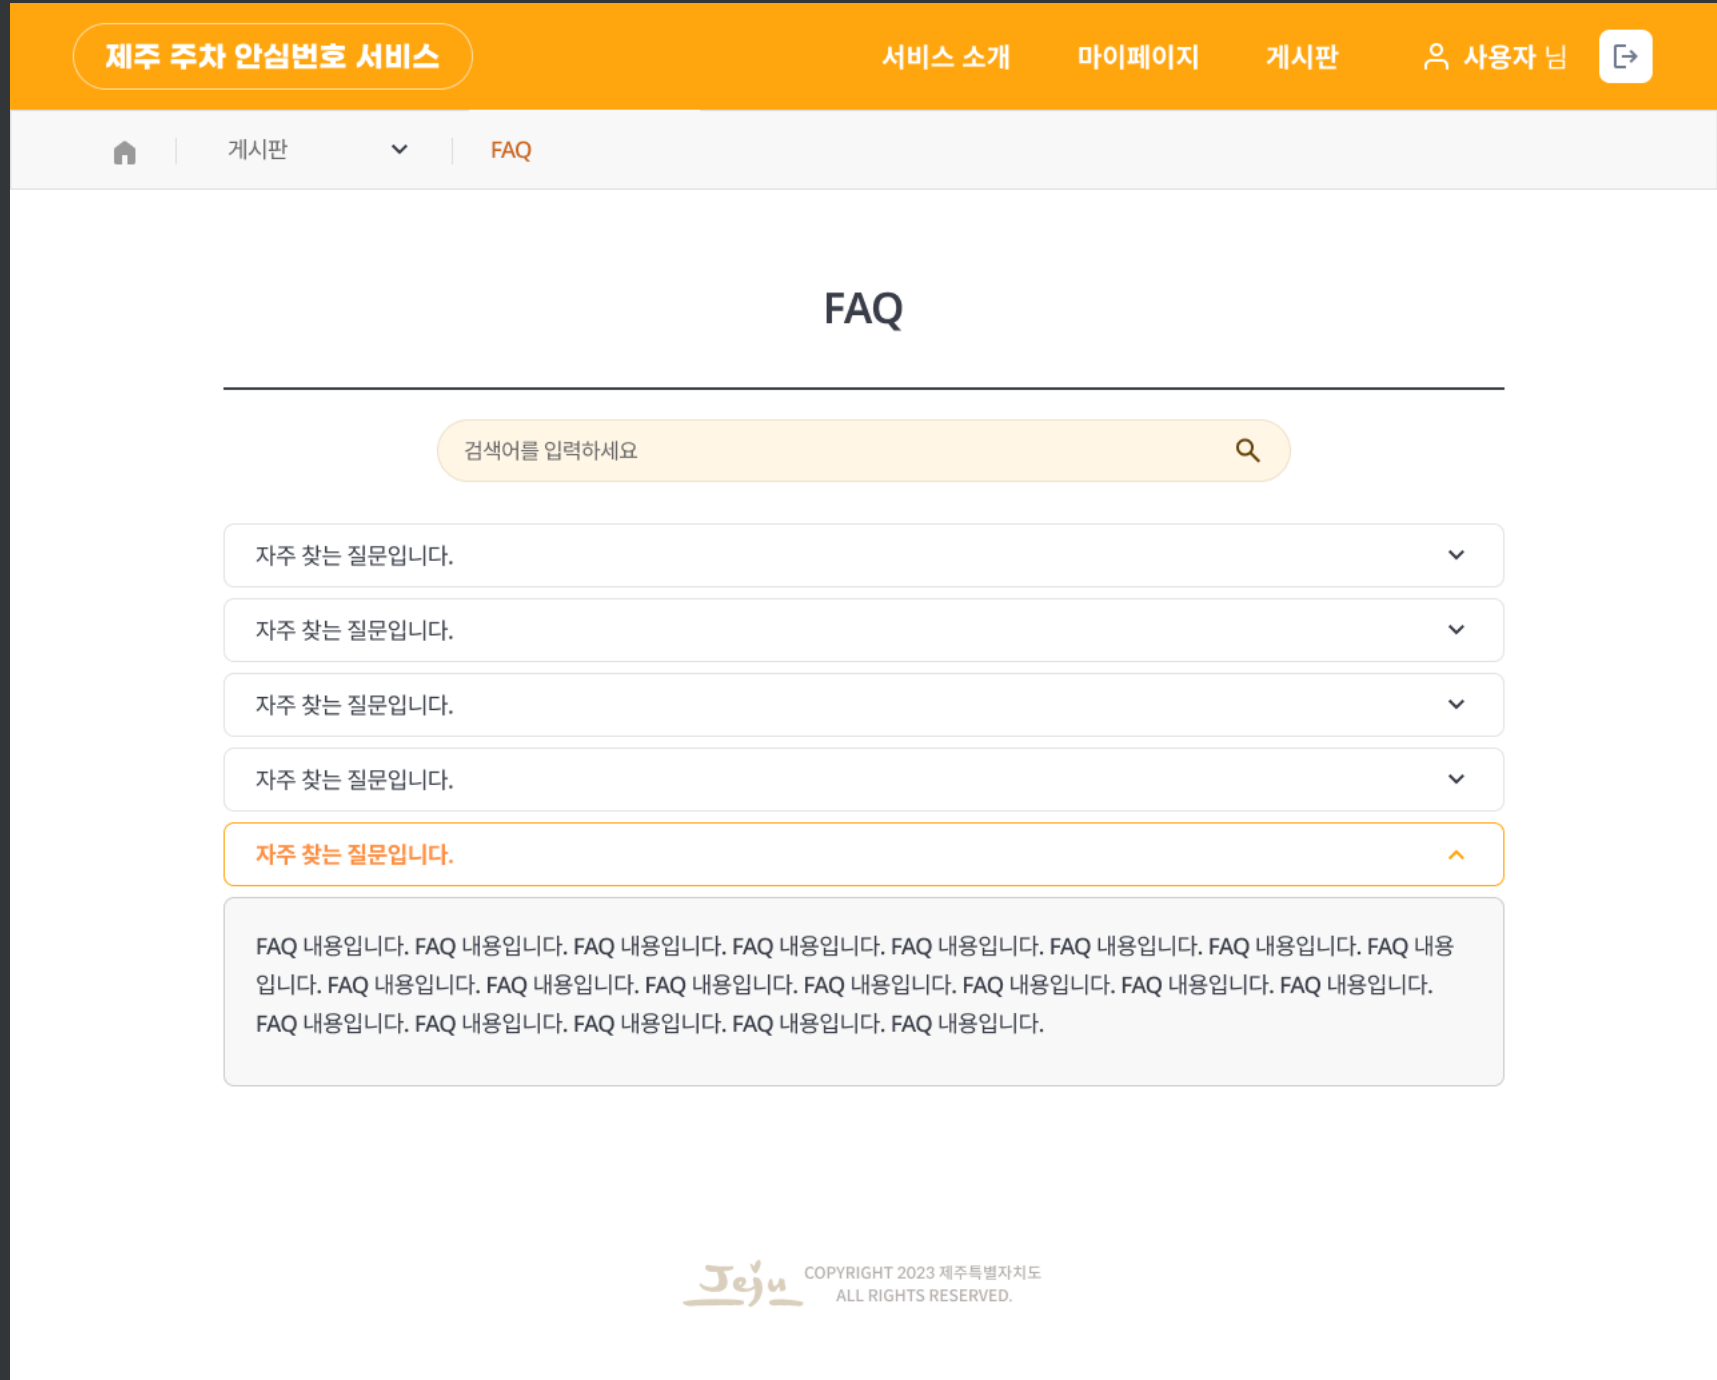 제주 주차 안심번호 서비스
서비스 소개
마이페이지
게시판
사용자 님
게시판
FAQ
FAQ
검색어를 입력하세요
자주 찾는 질문입니다.
자주 찾는 질문입니다.
자주 찾는 질문입니다.
자주 찾는 질문입니다.
자주 찾는 질문입니다.
FAQ 내용입니다. FAQ 내용입니다. FAQ 내용입니다. FAQ 내용입니다. FAQ 내용입니다. FAQ 내용입니다. FAQ 내용입니다. FAQ 내용
입니다. FAQ 내용입니다. FAQ 내용입니다. FAQ 내용입니다. FAQ 내용입니다. FAQ 내용입니다. FAQ 내용입니다. FAQ 내용입니다.
FAQ 내용입니다. FAQ 내용입니다. FAQ 내용입니다. FAQ 내용입니다. FAQ 내용입니다.
Jeju
COPYRIGHT 2023 제주특별자치도
ALL RIGHTS RESERVED.